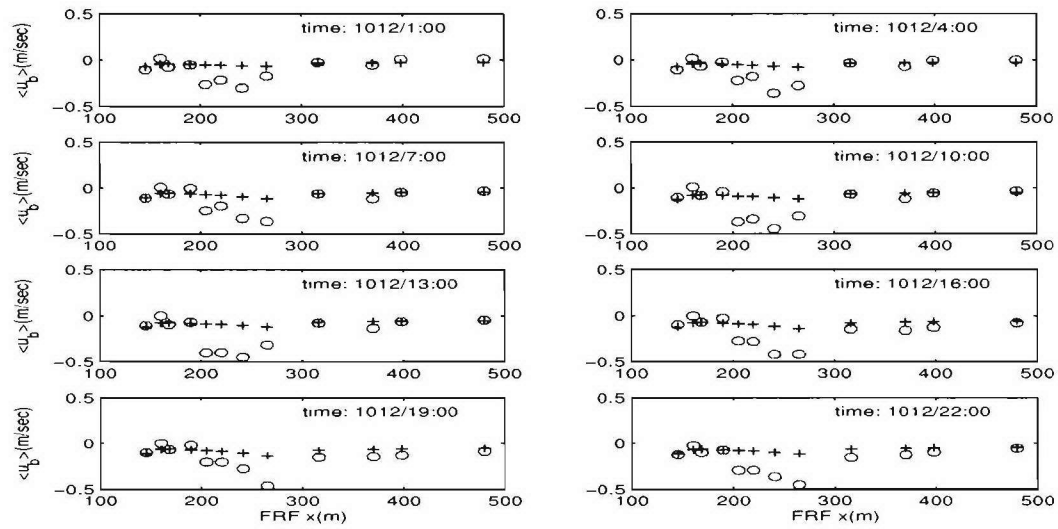 0.5 time: 1012/1:00 0.5 time: 1012/4:00
<u_b>(m/sec) 0 0
−0.5 −0.5
100 200 300 400 500 100 200 300 400 500
0.5 time: 1012/7:00 0.5 time: 1012/10:00
<u_b>(m/sec) 0 0
−0.5 −0.5
100 200 300 400 500 100 200 300 400 500
0.5 time: 1012/13:00 0.5 time: 1012/16:00
<u_b>(m/sec) 0 0
−0.5 −0.5
100 200 300 400 500 100 200 300 400 500
0.5 time: 1012/19:00 0.5 time: 1012/22:00
<u_b>(m/sec) 0 0
−0.5 −0.5
100 200 300 400 500 100 200 300 400 500
FRF x(m) FRF x(m)